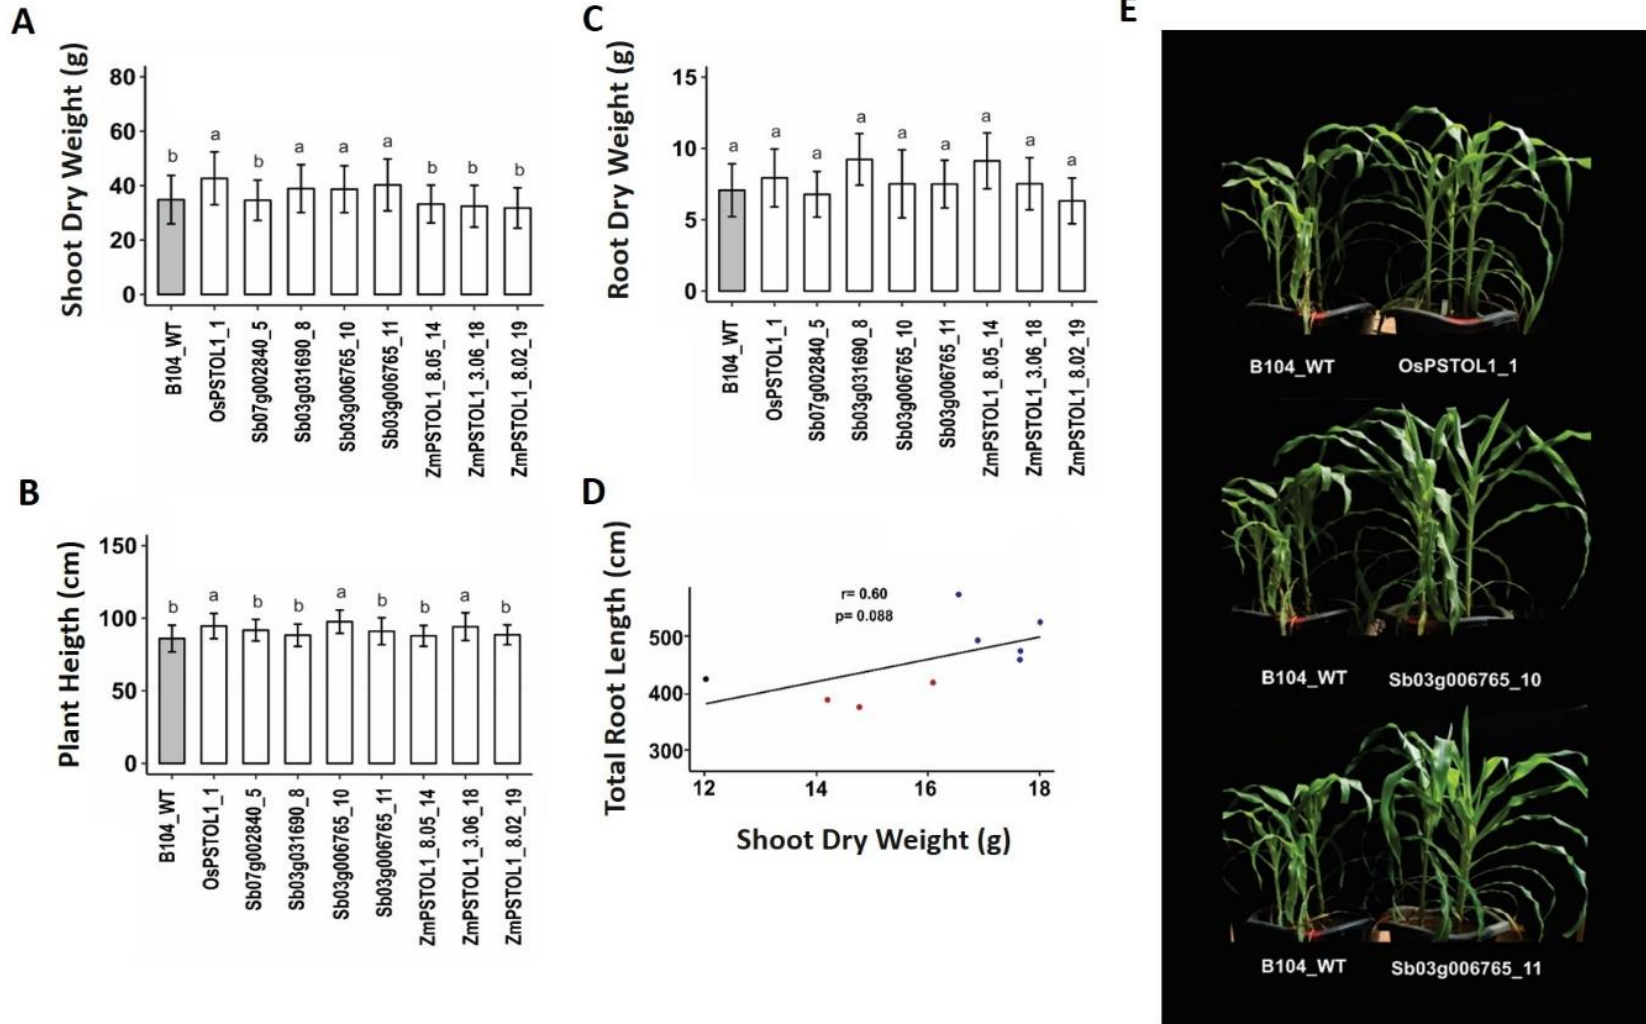 A
Shoot Dry Weight (g)
80
60
40
20
0
b
a
b
a
a
a
b
b
b
B104_WT
OsPSTOL1_1
Sb07g002840_5
Sb03g031690_8
Sb03g006765_10
Sb03g006765_11
ZmPSTOL1_8.05_14
ZmPSTOL1_3.06_18
ZmPSTOL1_8.02_19
B
Plant Heigth (cm)
150
100
50
0
b
a
b
b
a
b
b
a
b
B104_WT
OsPSTOL1_1
Sb07g002840_5
Sb03g031690_8
Sb03g006765_10
Sb03g006765_11
ZmPSTOL1_8.05_14
ZmPSTOL1_3.06_18
ZmPSTOL1_8.02_19
C
Root Dry Weight (g)
15
10
5
0
a
a
a
a
a
a
a
a
a
B104_WT
OsPSTOL1_1
Sb07g002840_5
Sb03g031690_8
Sb03g006765_10
Sb03g006765_11
ZmPSTOL1_8.05_14
ZmPSTOL1_3.06_18
ZmPSTOL1_8.02_19
D
Total Root Length (cm)
500
400
300
r= 0.60
p= 0.088
12
14
16
18
Shoot Dry Weight (g)
E
B104_WT OsPSTOL1_1
B104_WT Sb03g006765_10
B104_WT Sb03g006765_11